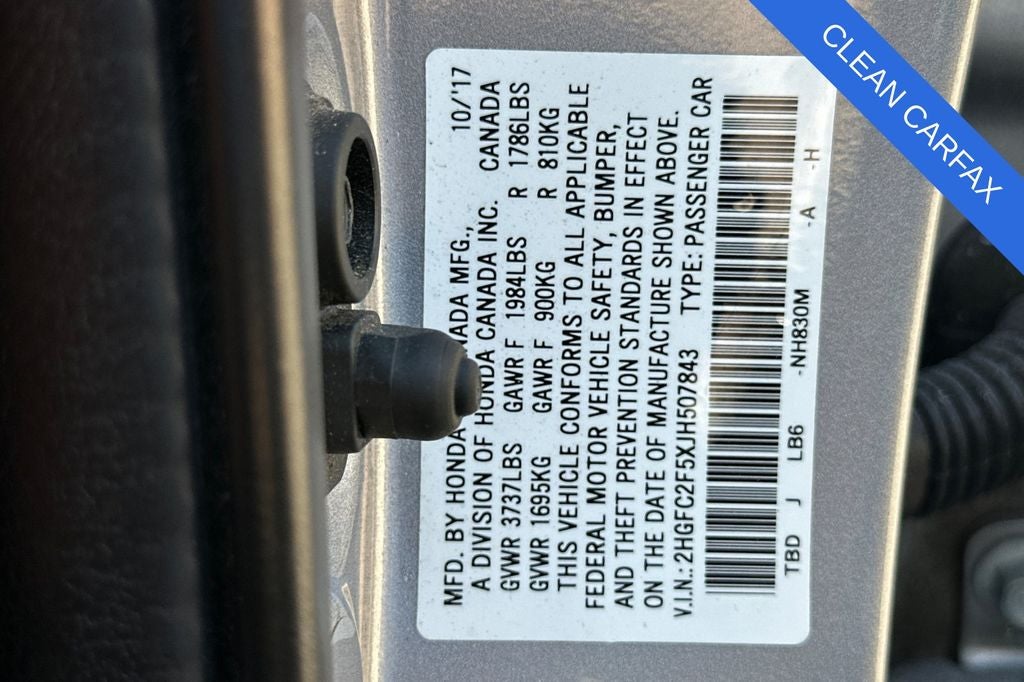 MFD. BY HONDA MFG., 10/'17
A DIVISION OF HONDA CANADA INC. CANADA
GVWR 3737LBS GAWR F 1984LBS R 1786LBS
GVWR 1695KG GAWR F 900KG R 810KG
THIS VEHICLE CONFORMS TO ALL APPLICABLE
FEDERAL MOTOR VEHICLE SAFETY, BUMPER,
AND THEFT PREVENTION STANDARDS IN EFFECT
ON THE DATE OF MANUFACTURE SHOWN ABOVE.
V.I.N.: 2HGFC2F5XJH507843 TYPE: PASSENGER CAR
TBD J LB6 -NH830M -A -H
CLEAN CARFAX